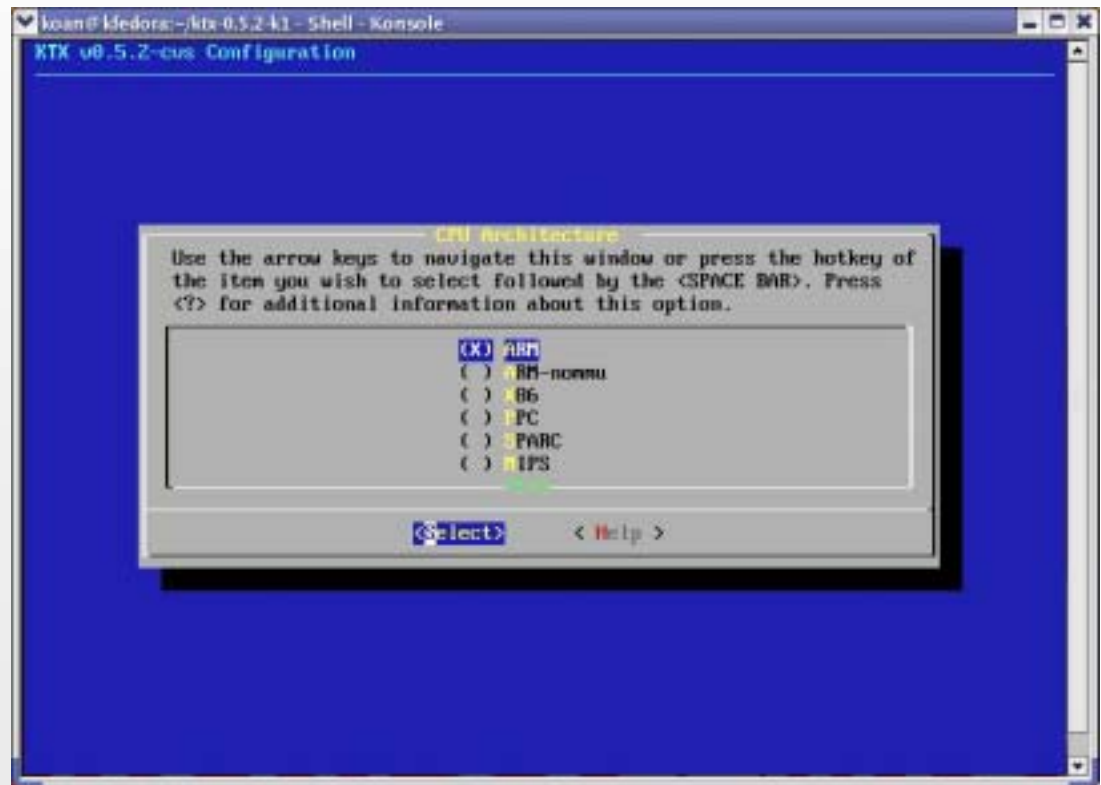 koan@kfedora:~/ktx-0.5.2-k1 - Shell - Konsole
KTX v0.5.2-cvs Configuration
CPU Architecture
Use the arrow keys to navigate this window or press the hotkey of
the item you wish to select followed by the <SPACE BAR>. Press
<?> for additional information about this option.
(X) ARM
( ) ARM-nommu
( ) X86
( ) PPC
( ) SPARC
( ) MIPS
<Select> < Help >